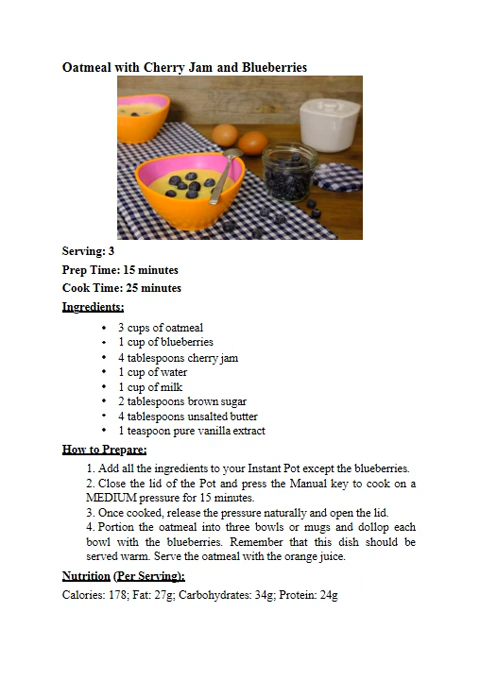 Oatmeal with Cherry Jam and Blueberries
Serving: 3
Prep Time: 15 minutes
Cook Time: 25 minutes
Ingredients:
• 3 cups of oatmeal
• 1 cup of blueberries
• 4 tablespoons cherry jam
• 1 cup of water
• 1 cup of milk
• 2 tablespoons brown sugar
• 4 tablespoons unsalted butter
• 1 teaspoon pure vanilla extract
How to Prepare:
1. Add all the ingredients to your Instant Pot except the blueberries.
2. Close the lid of the Pot and press the Manual key to cook on a
MEDIUM pressure for 15 minutes.
3. Once cooked, release the pressure naturally and open the lid.
4. Portion the oatmeal into three bowls or mugs and dollop each
bowl with the blueberries. Remember that this dish should be
served warm. Serve the oatmeal with the orange juice.
Nutrition (Per Serving):
Calories: 178; Fat: 27g; Carbohydrates: 34g; Protein: 24g